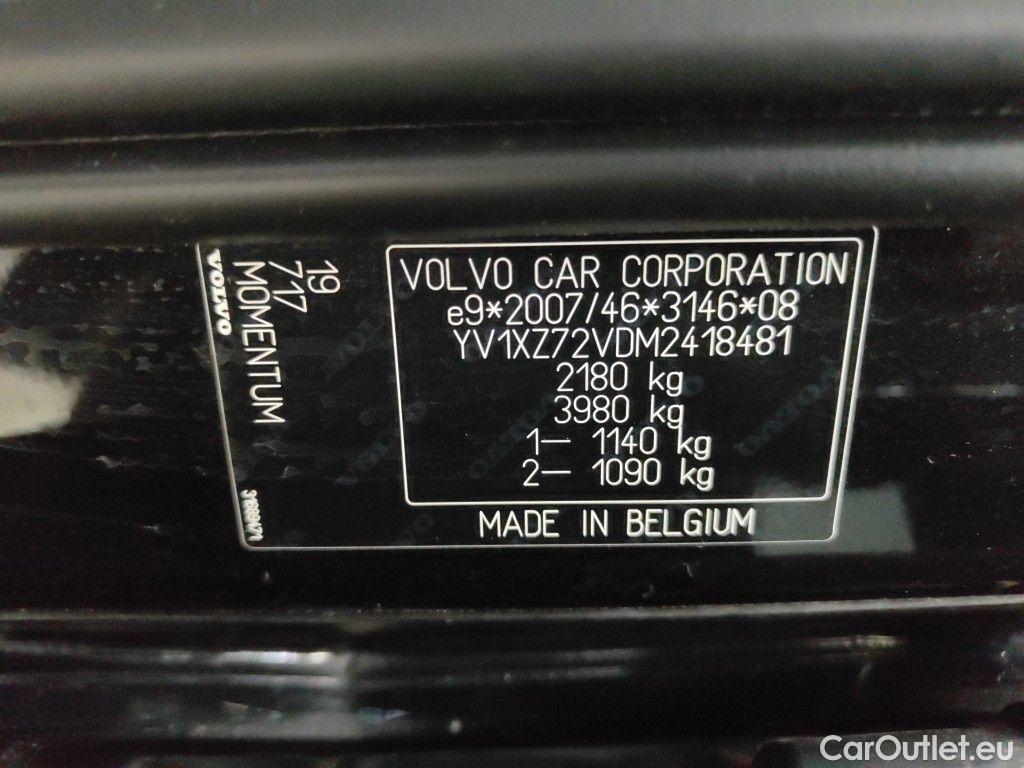 VOLVO CAR CORPORATION
e9*2007/46*3146*08
YV1XZ72VDM2418481
2180 kg
3980 kg
1– 1140 kg
2– 1090 kg
MADE IN BELGIUM
19
717
MOMENTUM
VOLVO
CarOutlet.eu